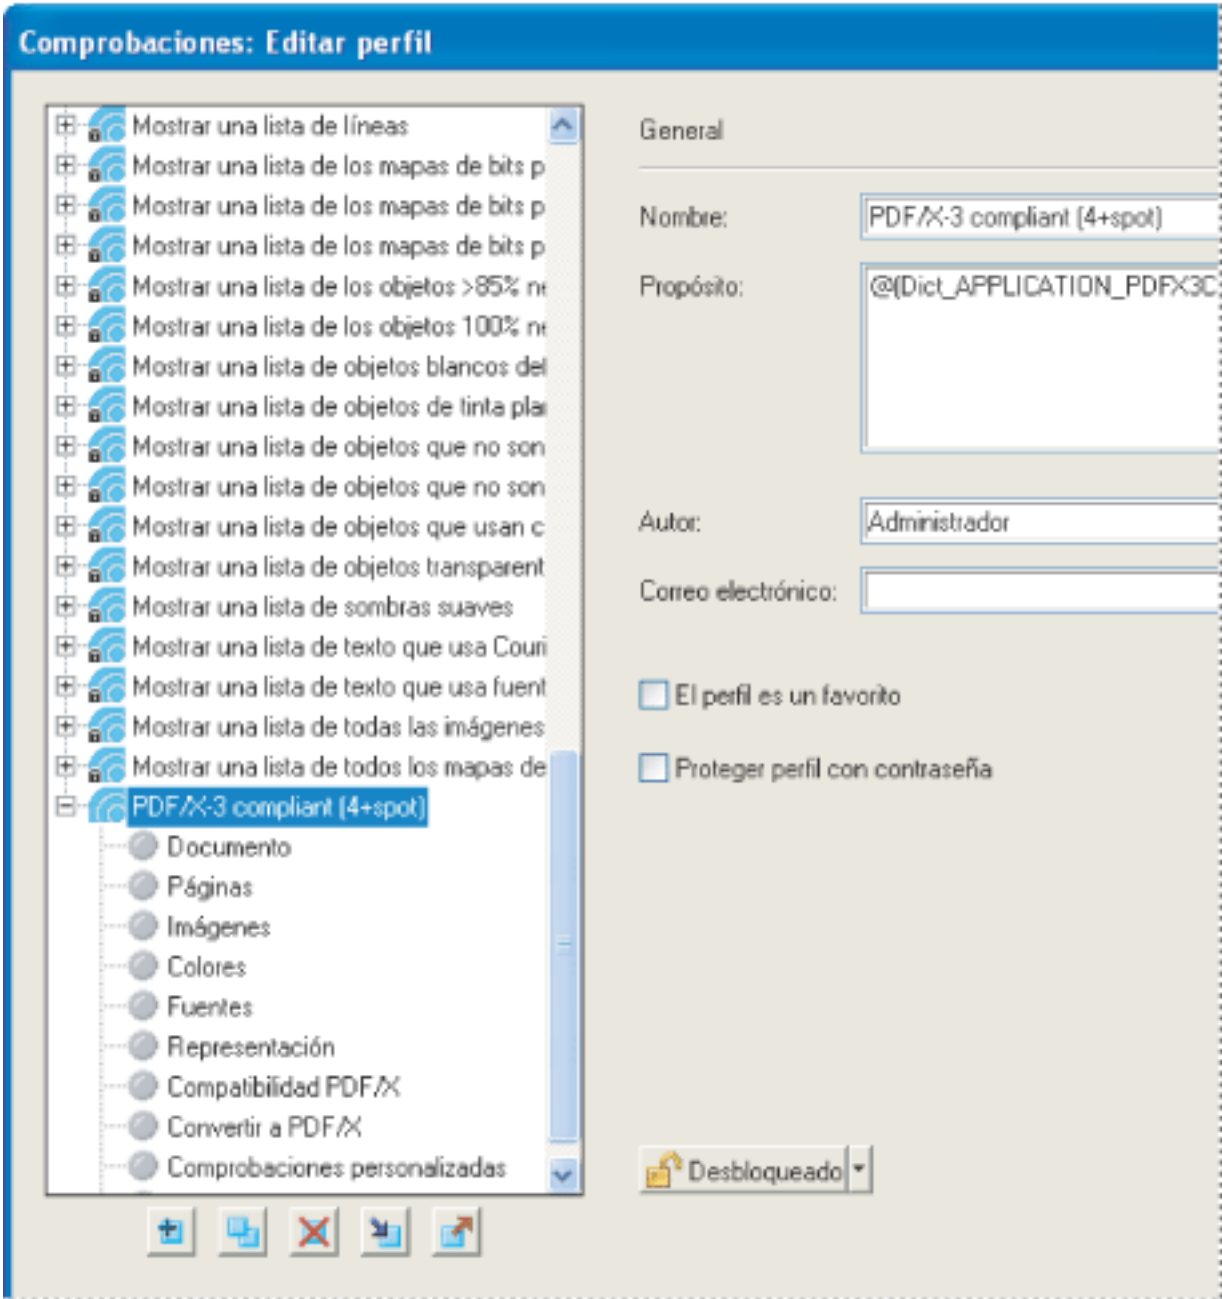 Comprobaciones: Editar perfil
Mostrar una lista de líneas
Mostrar una lista de los mapas de bits p
Mostrar una lista de los mapas de bits p
Mostrar una lista de los mapas de bits p
Mostrar una lista de los objetos >85% ne
Mostrar una lista de los objetos 100% ne
Mostrar una lista de objetos blancos del
Mostrar una lista de objetos de tinta plan
Mostrar una lista de objetos que no son
Mostrar una lista de objetos que no son
Mostrar una lista de objetos que usan c
Mostrar una lista de objetos transparent
Mostrar una lista de sombras suaves
Mostrar una lista de texto que usa Couri
Mostrar una lista de texto que usa fuent
Mostrar una lista de todas las imágenes
Mostrar una lista de todos los mapas de
PDF/X-3 compliant (4+spot)
Documento
Páginas
Imágenes
Colores
Fuentes
Representación
Compatibilidad PDF/X
Convertir a PDF/X
Comprobaciones personalizadas
General
Nombre: PDF/X-3 compliant (4+spot)
Propósito: @(Dict_APPLICATION_PDFX3C
Autor: Administrador
Correo electrónico:
El perfil es un favorito
Proteger perfil con contraseña
Desbloqueado